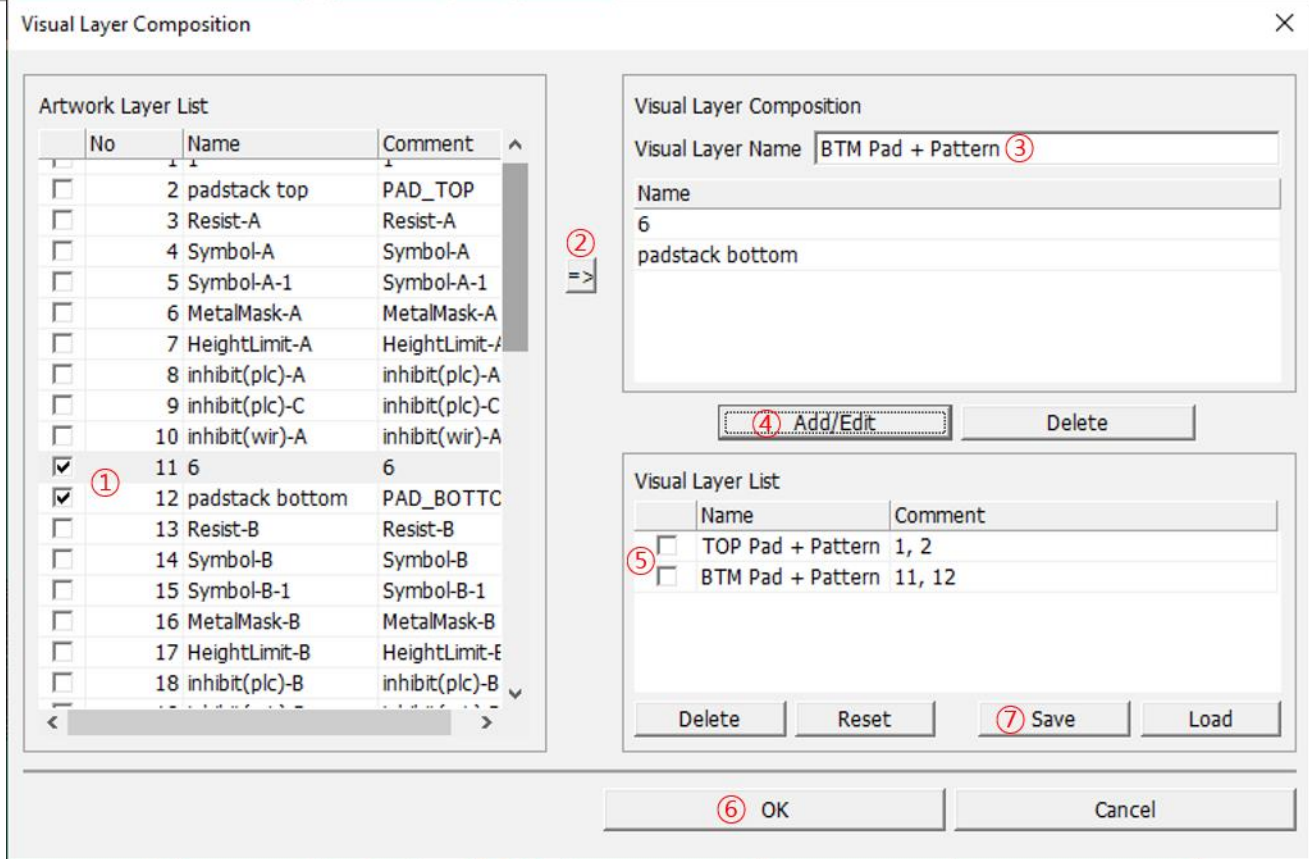 Visual Layer Composition
Artwork Layer List
No Name Comment
1 1 1
2 padstack top PAD_TOP
3 Resist-A Resist-A
4 Symbol-A Symbol-A
5 Symbol-A-1 Symbol-A-1
6 MetalMask-A MetalMask-A
7 HeightLimit-A HeightLimit-A
8 inhibit(plc)-A inhibit(plc)-A
9 inhibit(plc)-C inhibit(plc)-C
10 inhibit(wir)-A inhibit(wir)-A
11 6 6
①
12 padstack bottom PAD_BOTTO
13 Resist-B Resist-B
14 Symbol-B Symbol-B
15 Symbol-B-1 Symbol-B-1
16 MetalMask-B MetalMask-B
17 HeightLimit-B HeightLimit-B
18 inhibit(plc)-B inhibit(plc)-B
②
=>
Visual Layer Composition
Visual Layer Name BTM Pad + Pattern ③
Name
6
padstack bottom
④ Add/Edit Delete
Visual Layer List
Name Comment
⑤
TOP Pad + Pattern 1, 2
BTM Pad + Pattern 11, 12
Delete Reset ⑦ Save Load
⑥ OK Cancel